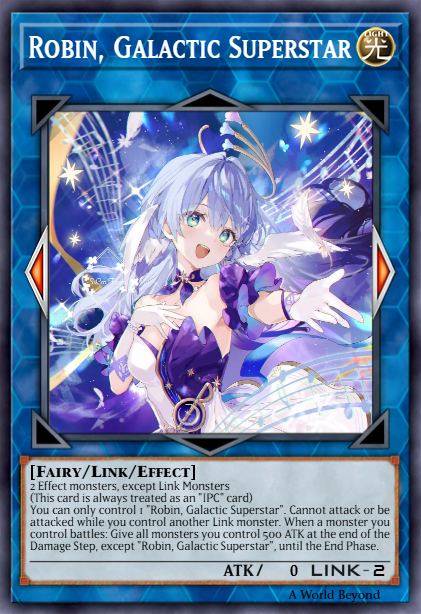 Robin, Galactic Superstar
LIGHT
光
[Fairy/Link/Effect]
2 Effect monsters, except Link Monsters
(This card is always treated as an "IPC" card)
You can only control 1 "Robin, Galactic Superstar". Cannot attack or be
attacked while you control another Link monster. When a monster you
control battles: Give all monsters you control 500 ATK at the end of the
Damage Step, except "Robin, Galactic Superstar", until the End Phase.
ATK/ 0 LINK-2
A World Beyond